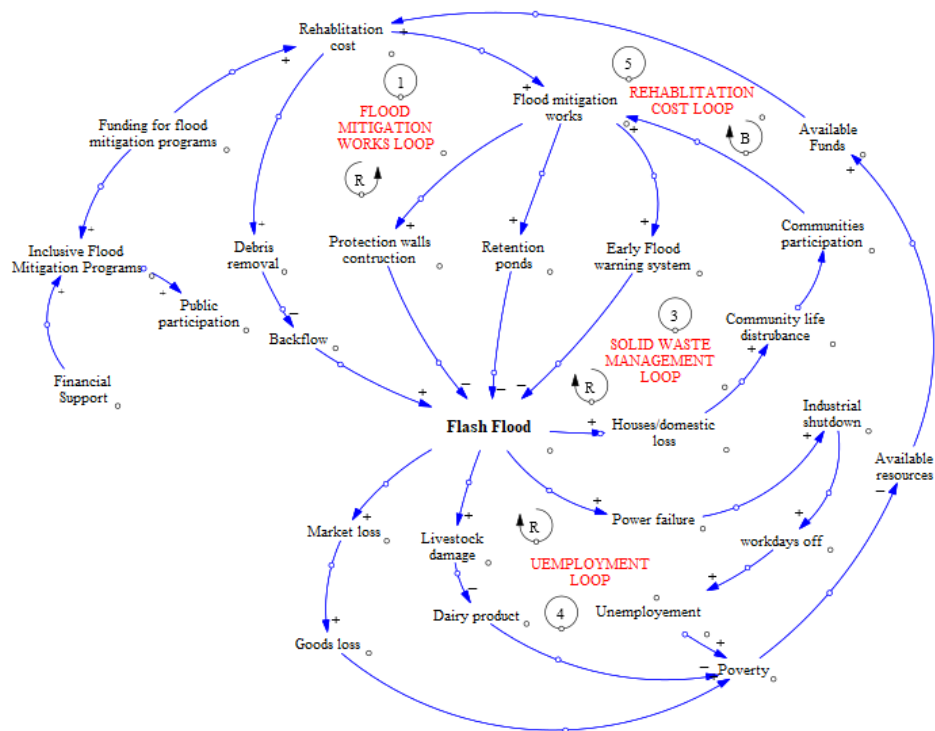 Rehablitation
cost
5
1
REHABLITATION
COST LOOP
Flood mitigation
works
FLOOD
MITIGATION
WORKS LOOP
Funding for flood
mitigation programs
Available
Funds
B
R
Communities
participation
Inclusive Flood
Mitigation Programs
Debris
removal
Protection walls
contruction
Retention
ponds
Early Flood
warning system
Public
participation
3
Community life
distrubance
Backflow
SOLID WASTE
MANAGEMENT
LOOP
Financial
Support
R
Industrial
shutdown
Flash Flood
Houses/domestic
loss
Available
resources
Market loss
Livestock
damage
R
Power failure
workdays off
UEMPLOYMENT
LOOP
Dairy product
4
Unemployement
Goods loss
Poverty